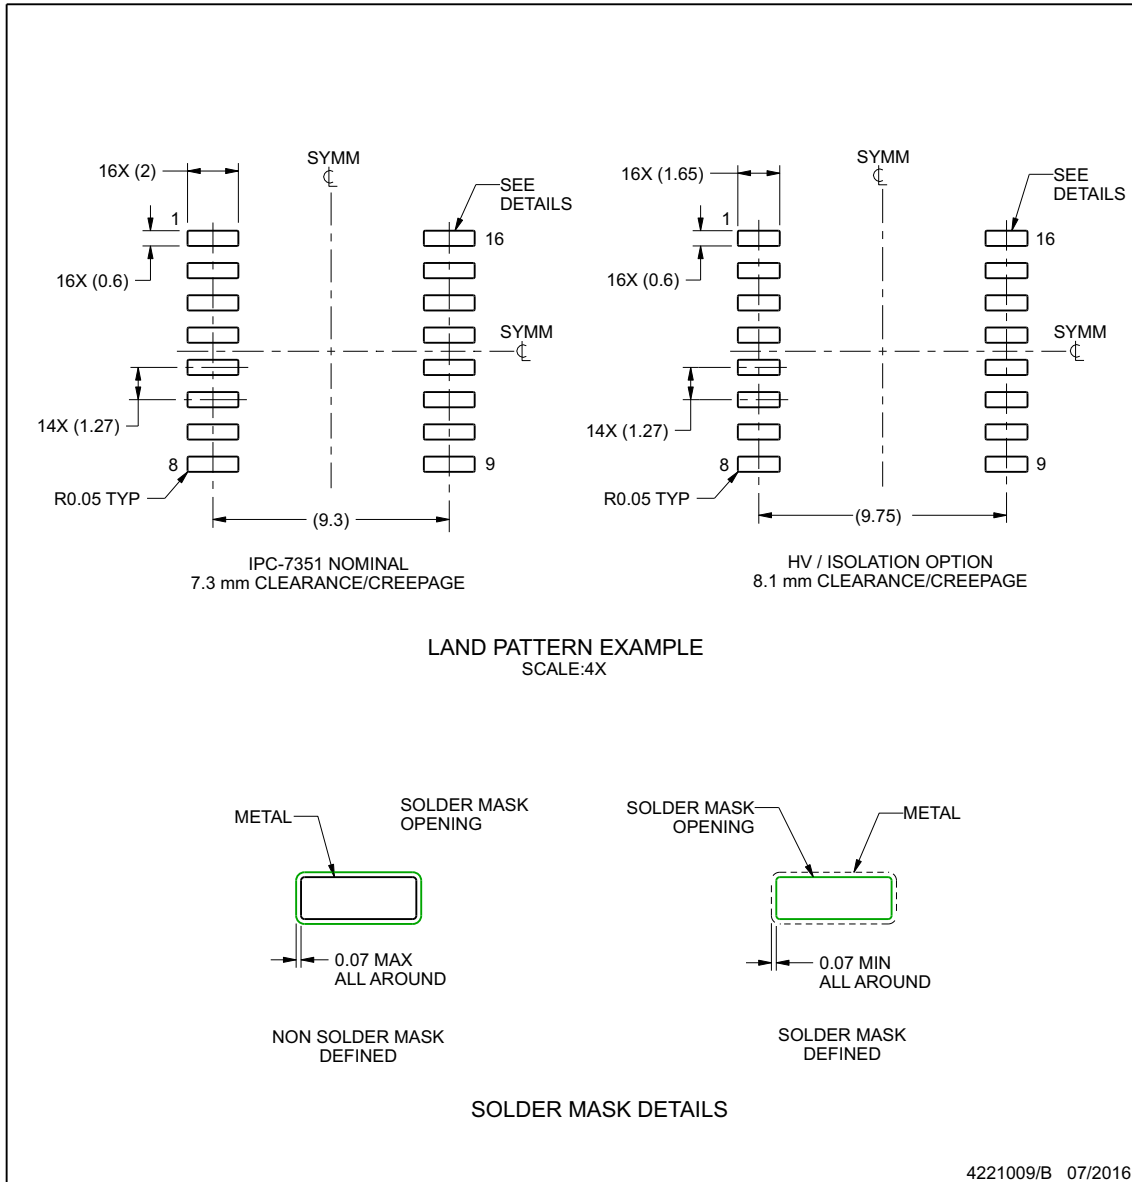 16X (2)
SYMM
SEE
DETAILS
1
16
16X (0.6)
SYMM
14X (1.27)
8
9
R0.05 TYP
(9.3)
IPC-7351 NOMINAL
7.3 mm CLEARANCE/CREEPAGE
16X (1.65)
SYMM
SEE
DETAILS
1
16
16X (0.6)
SYMM
14X (1.27)
8
9
R0.05 TYP
(9.75)
HV / ISOLATION OPTION
8.1 mm CLEARANCE/CREEPAGE
LAND PATTERN EXAMPLE
SCALE:4X
METAL
SOLDER MASK
OPENING
0.07 MAX
ALL AROUND
NON SOLDER MASK
DEFINED
SOLDER MASK
OPENING
METAL
0.07 MIN
ALL AROUND
SOLDER MASK
DEFINED
SOLDER MASK DETAILS
4221009/B 07/2016